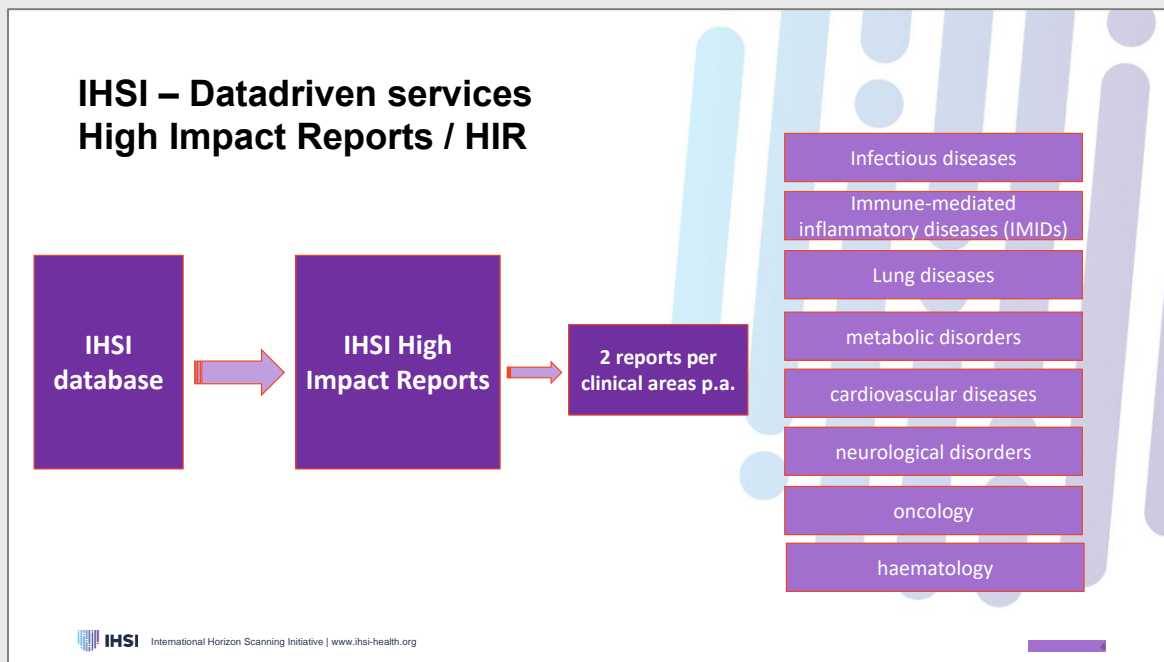 IHSI – Datadriven services
High Impact Reports / HIR
IHSI
database
IHSI High
Impact Reports
2 reports per
clinical areas p.a.
Infectious diseases
Immune-mediated
inflammatory diseases (IMIDs)
Lung diseases
metabolic disorders
cardiovascular diseases
neurological disorders
oncology
haematology
IHSI International Horizon Scanning Initiative | www.ihsi-health.org
4